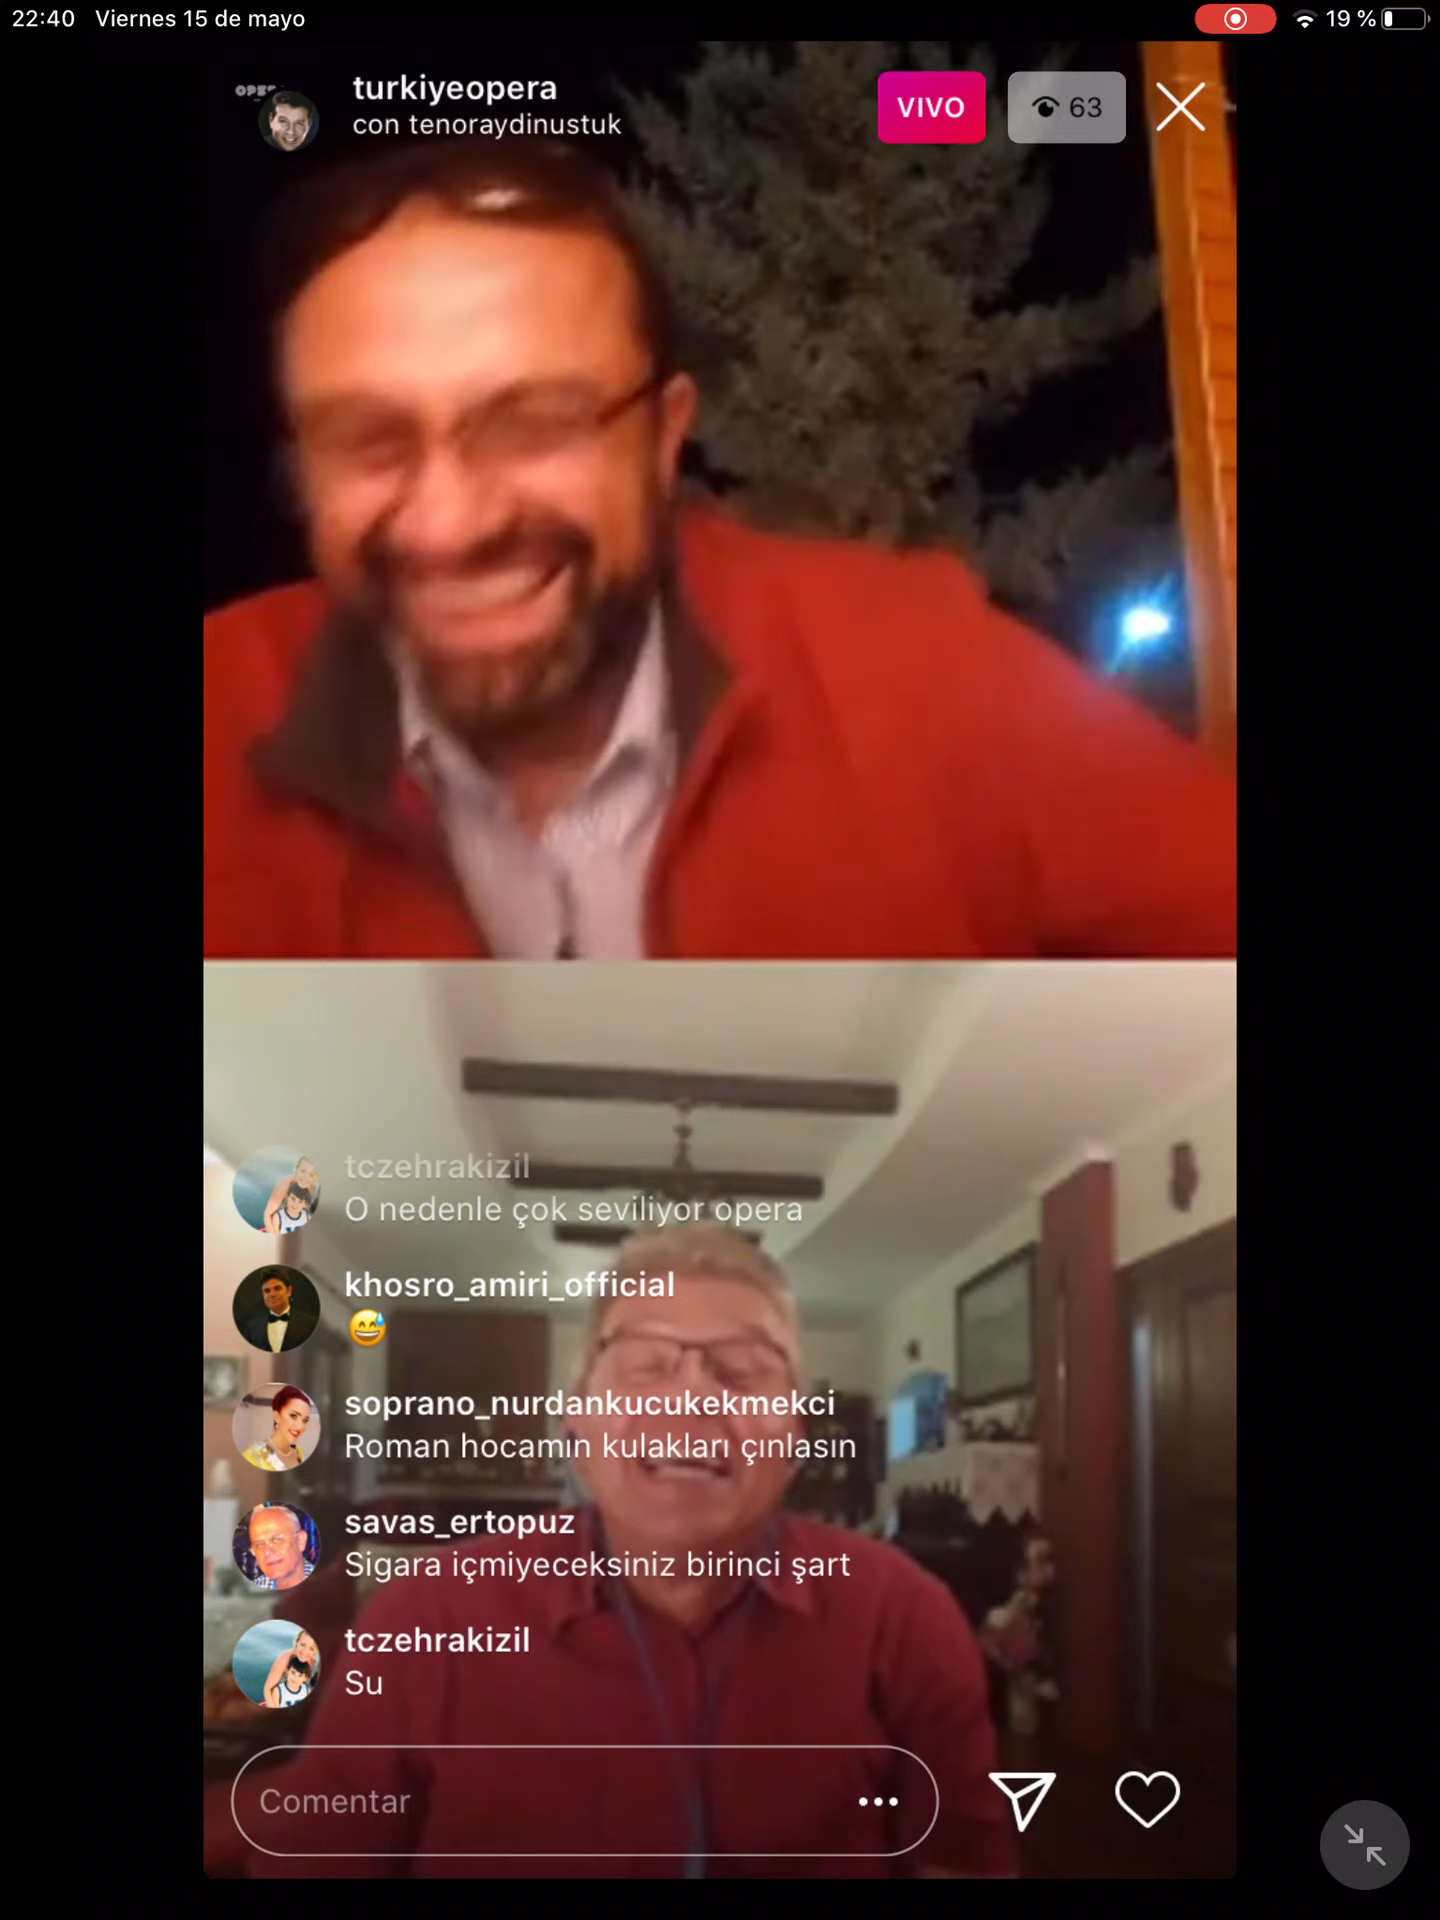 22:40 Viernes 15 de mayo
19 %
turkiyeopera
con tenoraydinustuk
VIVO
63
tczehrakizil
O nedenle çok seviliyor opera
khosro_amiri_official
😅
soprano_nurdankucukekmekci
Roman hocamın kulakları çınlasın
savas_ertopuz
Sigara içmiyeceksiniz birinci şart
tczehrakizil
Su
Comentar